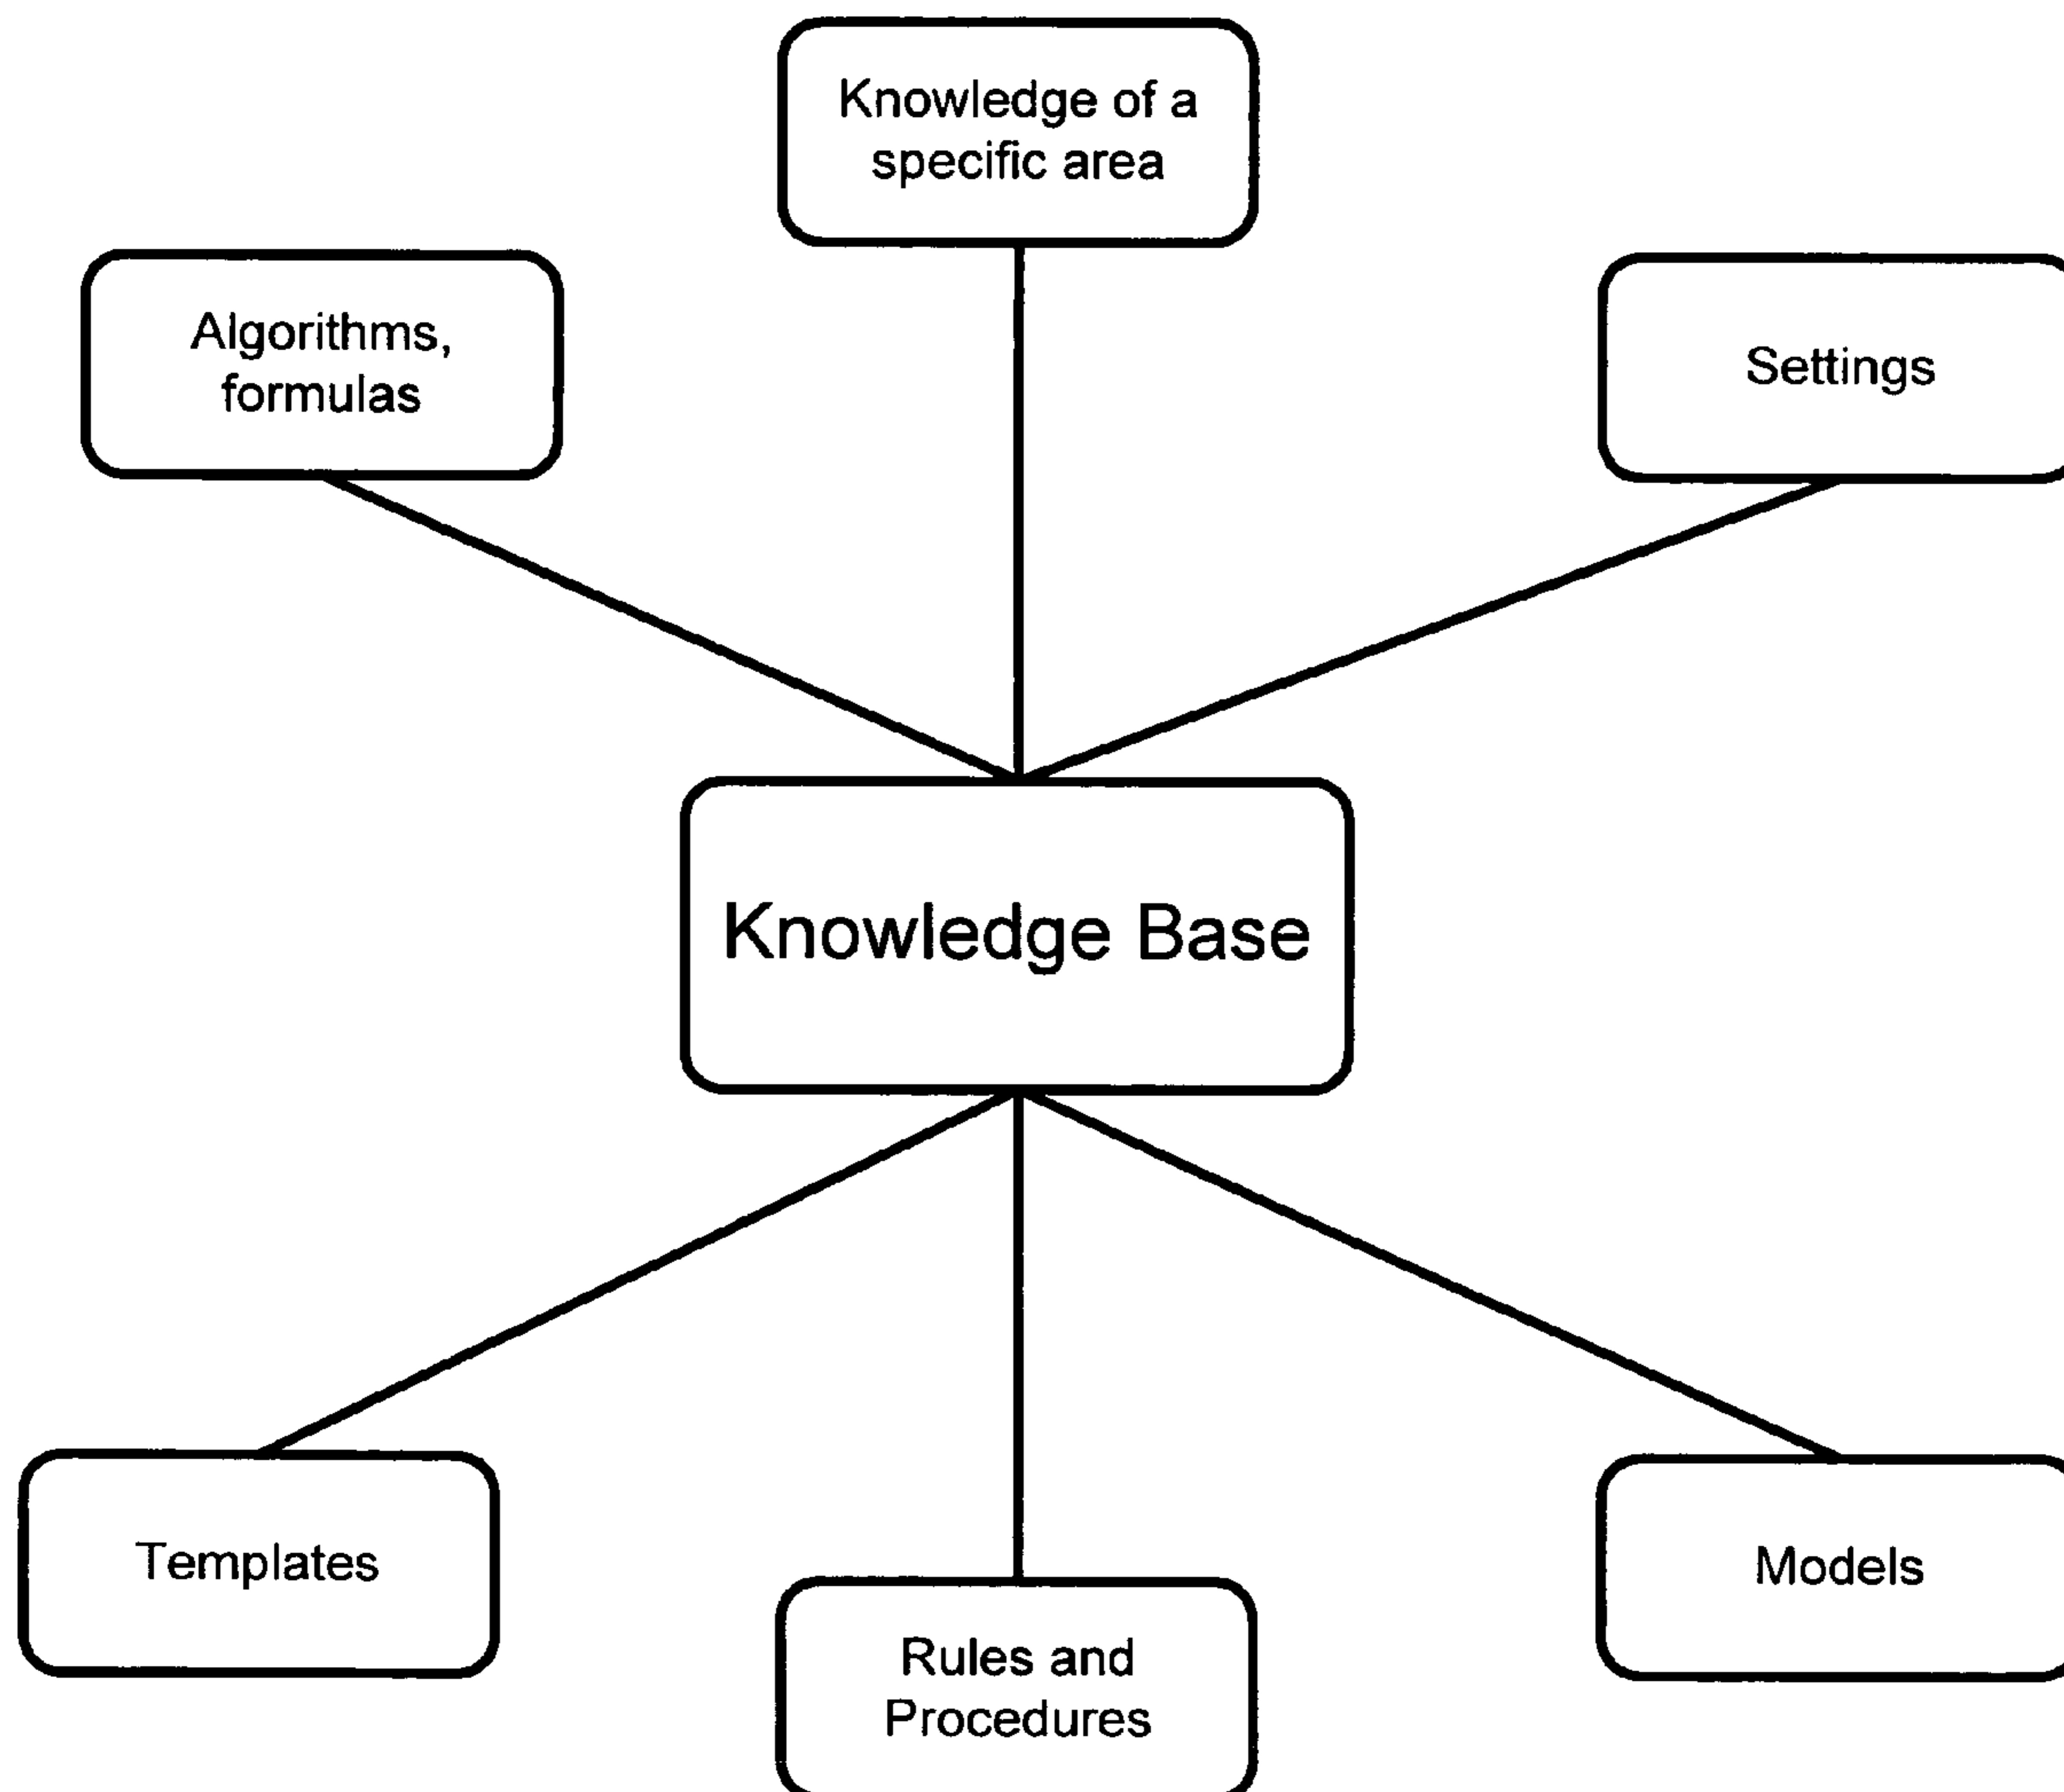 Knowledge of a
specific area
Algorithms,
formulas
Settings
Knowledge Base
Templates
Models
Rules and
Procedures